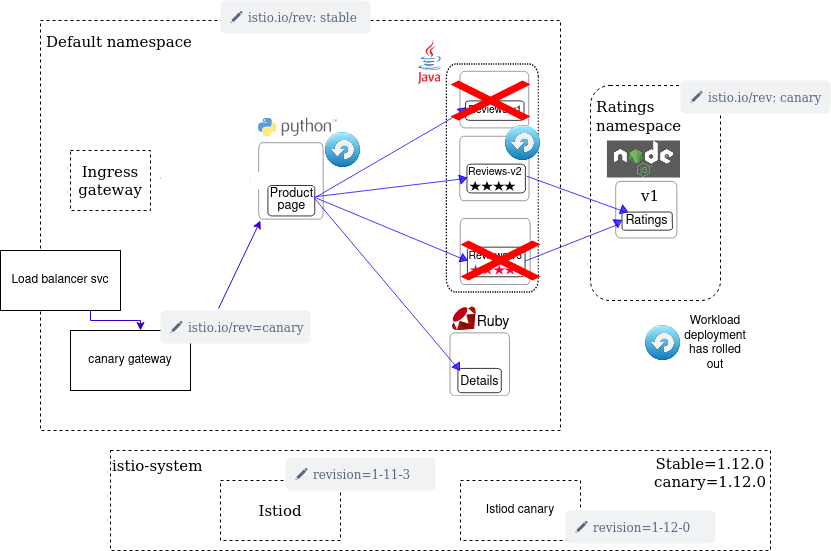 istio.io/rev: stable
Default namespace
Java
python™
istio.io/rev: canary
Ratings
namespace
Reviews-v1
node
JS
Ingress
gateway
Product
page
Reviews-v2
★★★★
v1
Ratings
Reviews-v3
★★★★
Load balancer svc
istio.io/rev=canary
canary gateway
Ruby
Details
Workload
deployment
has rolled
out
istio-system
revision=1-11-3
Stable=1.12.0
canary=1.12.0
Istiod
Istiod canary
revision=1-12-0